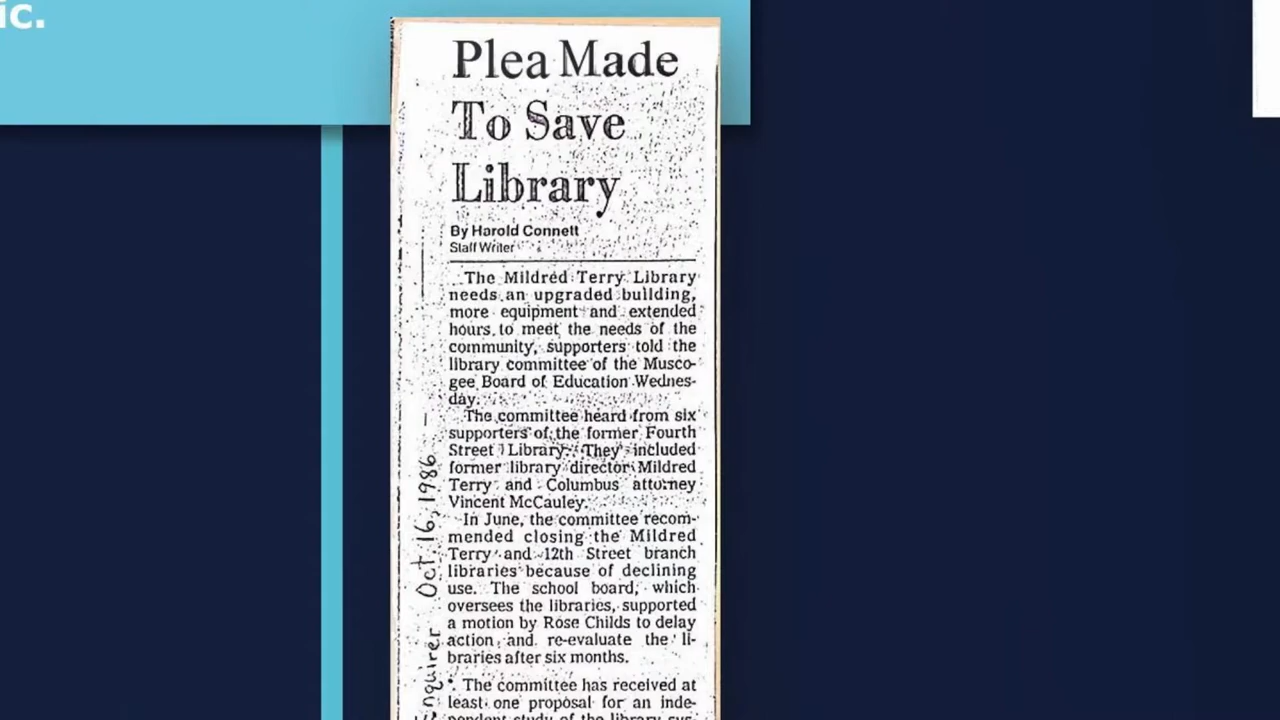 ic.
Plea Made
To Save
Library
By Harold Connett
Staff Writer
The Mildred Terry Library
needs an upgraded building,
more equipment and extended
hours to meet the needs of the
community, supporters told the
library committee of the Musco-
gee Board of Education Wednes-
day.
The committee heard from six
supporters of the former Fourth
Street Library. They included
former library director Mildred
Terry and Columbus attorney
Vincent McCauley.
In June, the committee recom-
mended closing the Mildred
Terry and 12th Street branch
libraries because of declining
use. The school board, which
oversees the libraries, supported
a motion by Rose Childs to delay
action and re-evaluate the li-
braries after six months.
The committee has received at
least one proposal for an inde-
pendent study of the library sys-
Enquirer Oct. 16, 1986 —